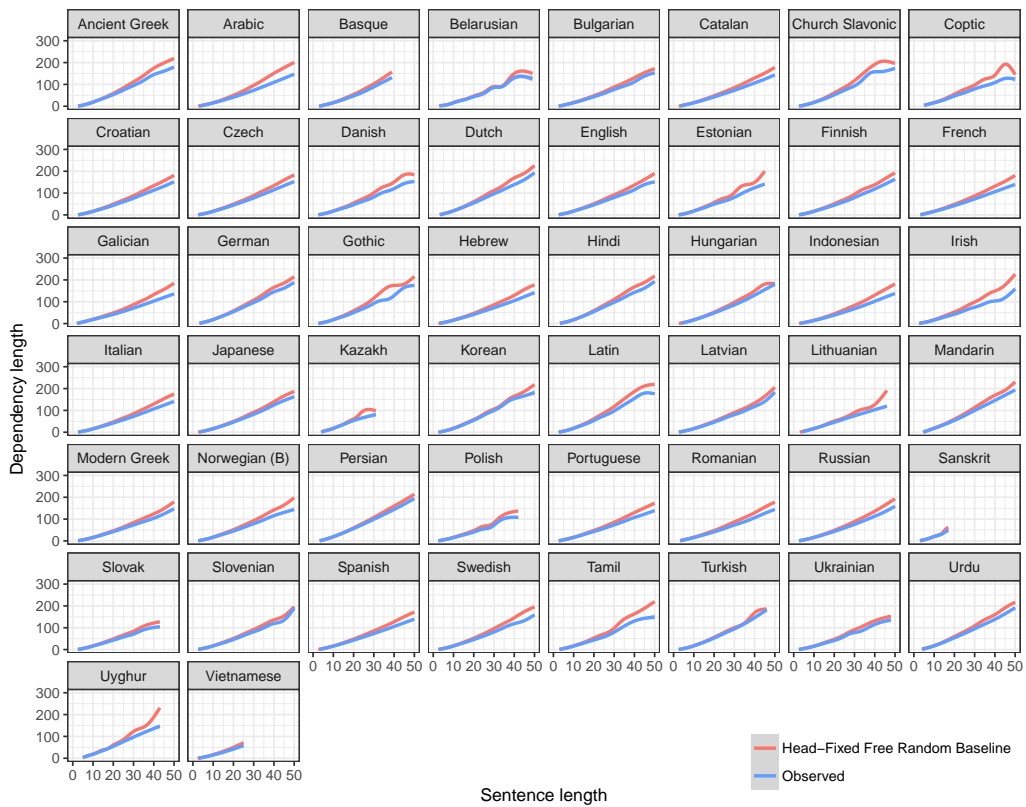 Ancient Greek Arabic Basque Belarusian Bulgarian Catalan Church Slavonic Coptic
300
200
100
0
Croatian Czech Danish Dutch English Estonian Finnish French
300
200
100
0
Galician German Gothic Hebrew Hindi Hungarian Indonesian Irish
300
200
100
0
Italian Japanese Kazakh Korean Latin Latvian Lithuanian Mandarin
300
200
100
0
Modern Greek Norwegian (B) Persian Polish Portuguese Romanian Russian Sanskrit
300
200
100
0
Slovak Slovenian Spanish Swedish Tamil Turkish Ukrainian Urdu
300
200
100
0
0 10 20 30 40 50 0 10 20 30 40 50 0 10 20 30 40 50 0 10 20 30 40 50 0 10 20 30 40 50 0 10 20 30 40 50
Uyghur Vietnamese
300
200
100
0
0 10 20 30 40 50 0 10 20 30 40 50
Dependency length
Sentence length
Head−Fixed Free Random Baseline
Observed